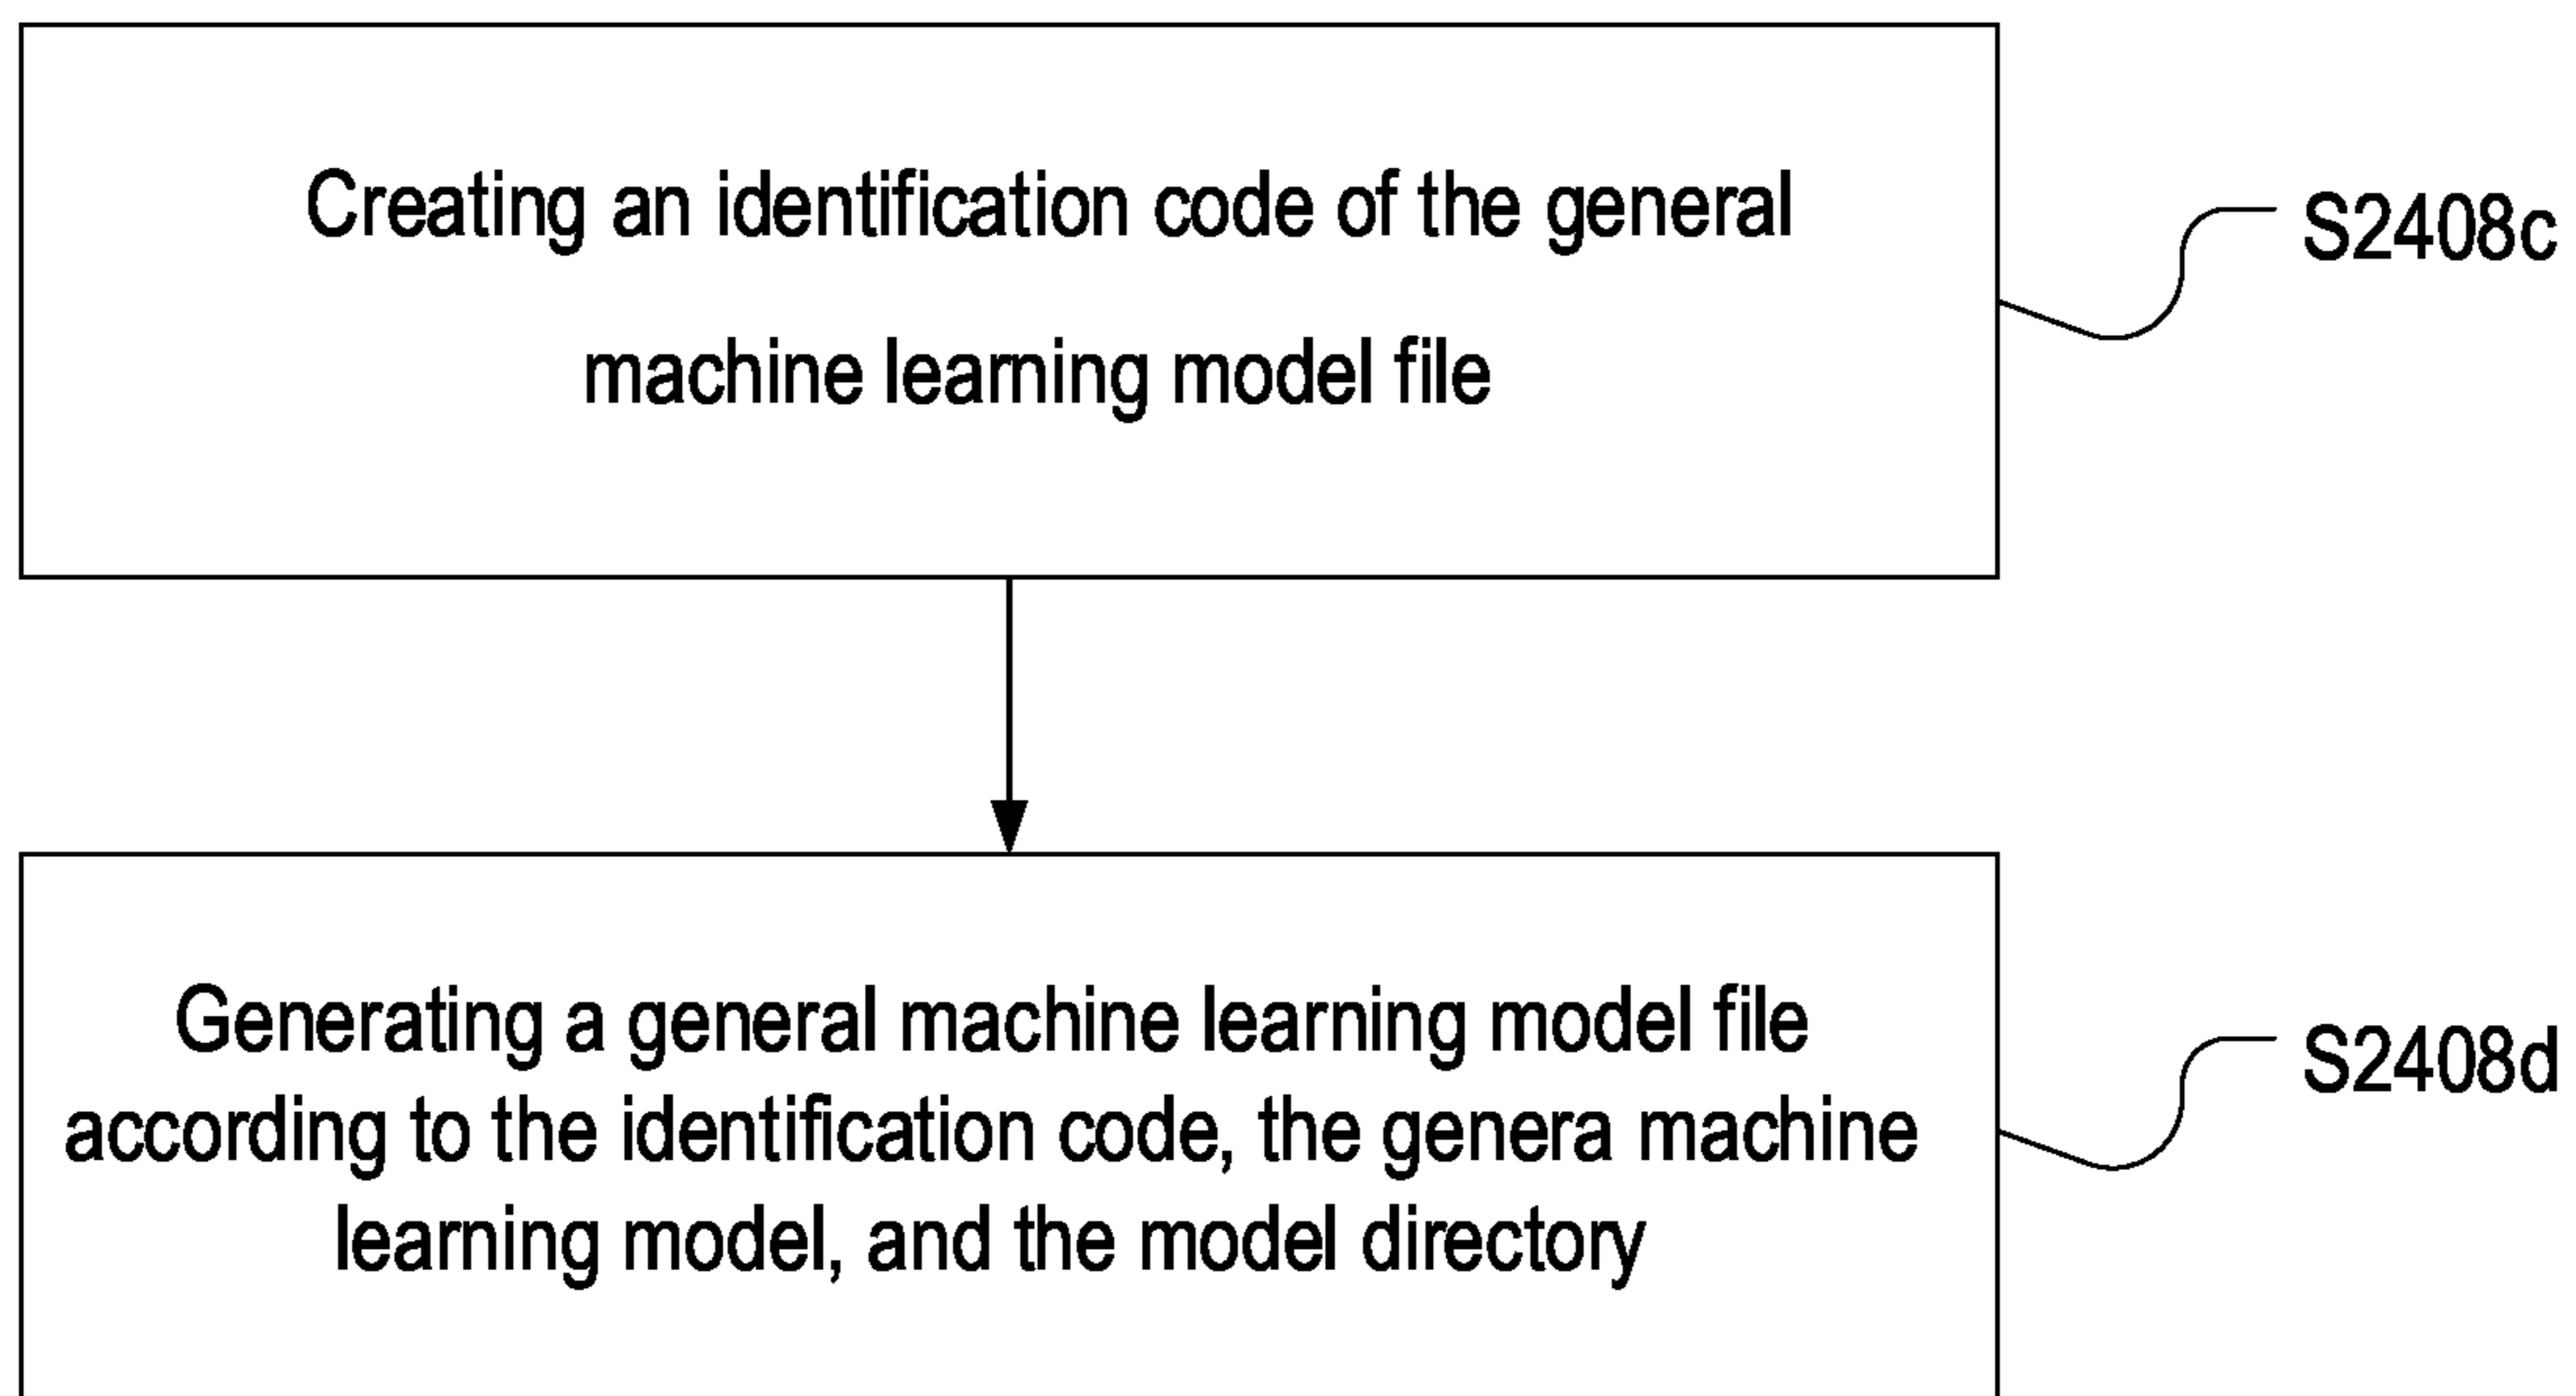 Creating an identification code of the general
machine learning model file
S2408c
Generating a general machine learning model file
according to the identification code, the genera machine
learning model, and the model directory
S2408d